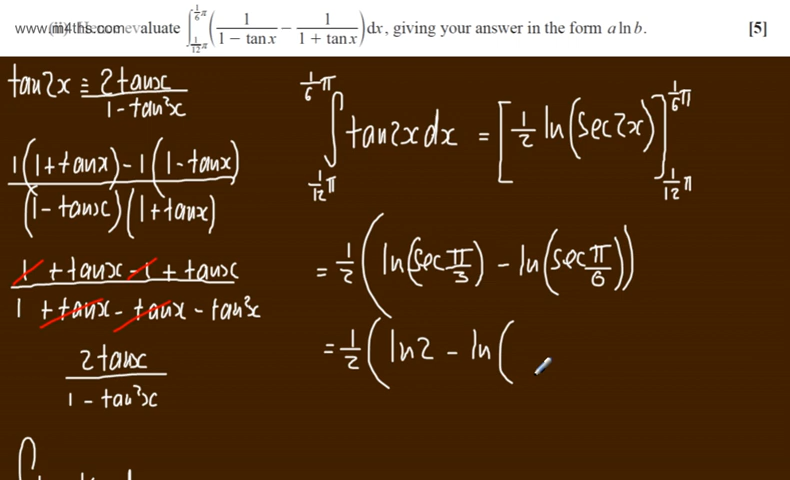 www.m4ths.com evaluate ∫_{1/12 π}^{1/6 π} (1/(1 − tan x) − 1/(1 + tan x)) dx, giving your answer in the form a ln b. [5]
tan2x ≡ 2tanx/(1 − tan²x)
(1(1+tanx) − 1(1−tanx))/((1−tanx)(1+tanx))
(1 + tanx − 1 + tanx)/(1 + tanx − tanx − tan²x)
2tanx/(1 − tan²x)
∫_{1/12 π}^{1/6 π} tan2x dx = [1/2 ln(sec2x)]_{1/12 π}^{1/6 π}
= 1/2 (ln(sec π/3) − ln(sec π/6))
= 1/2 (ln2 − ln(